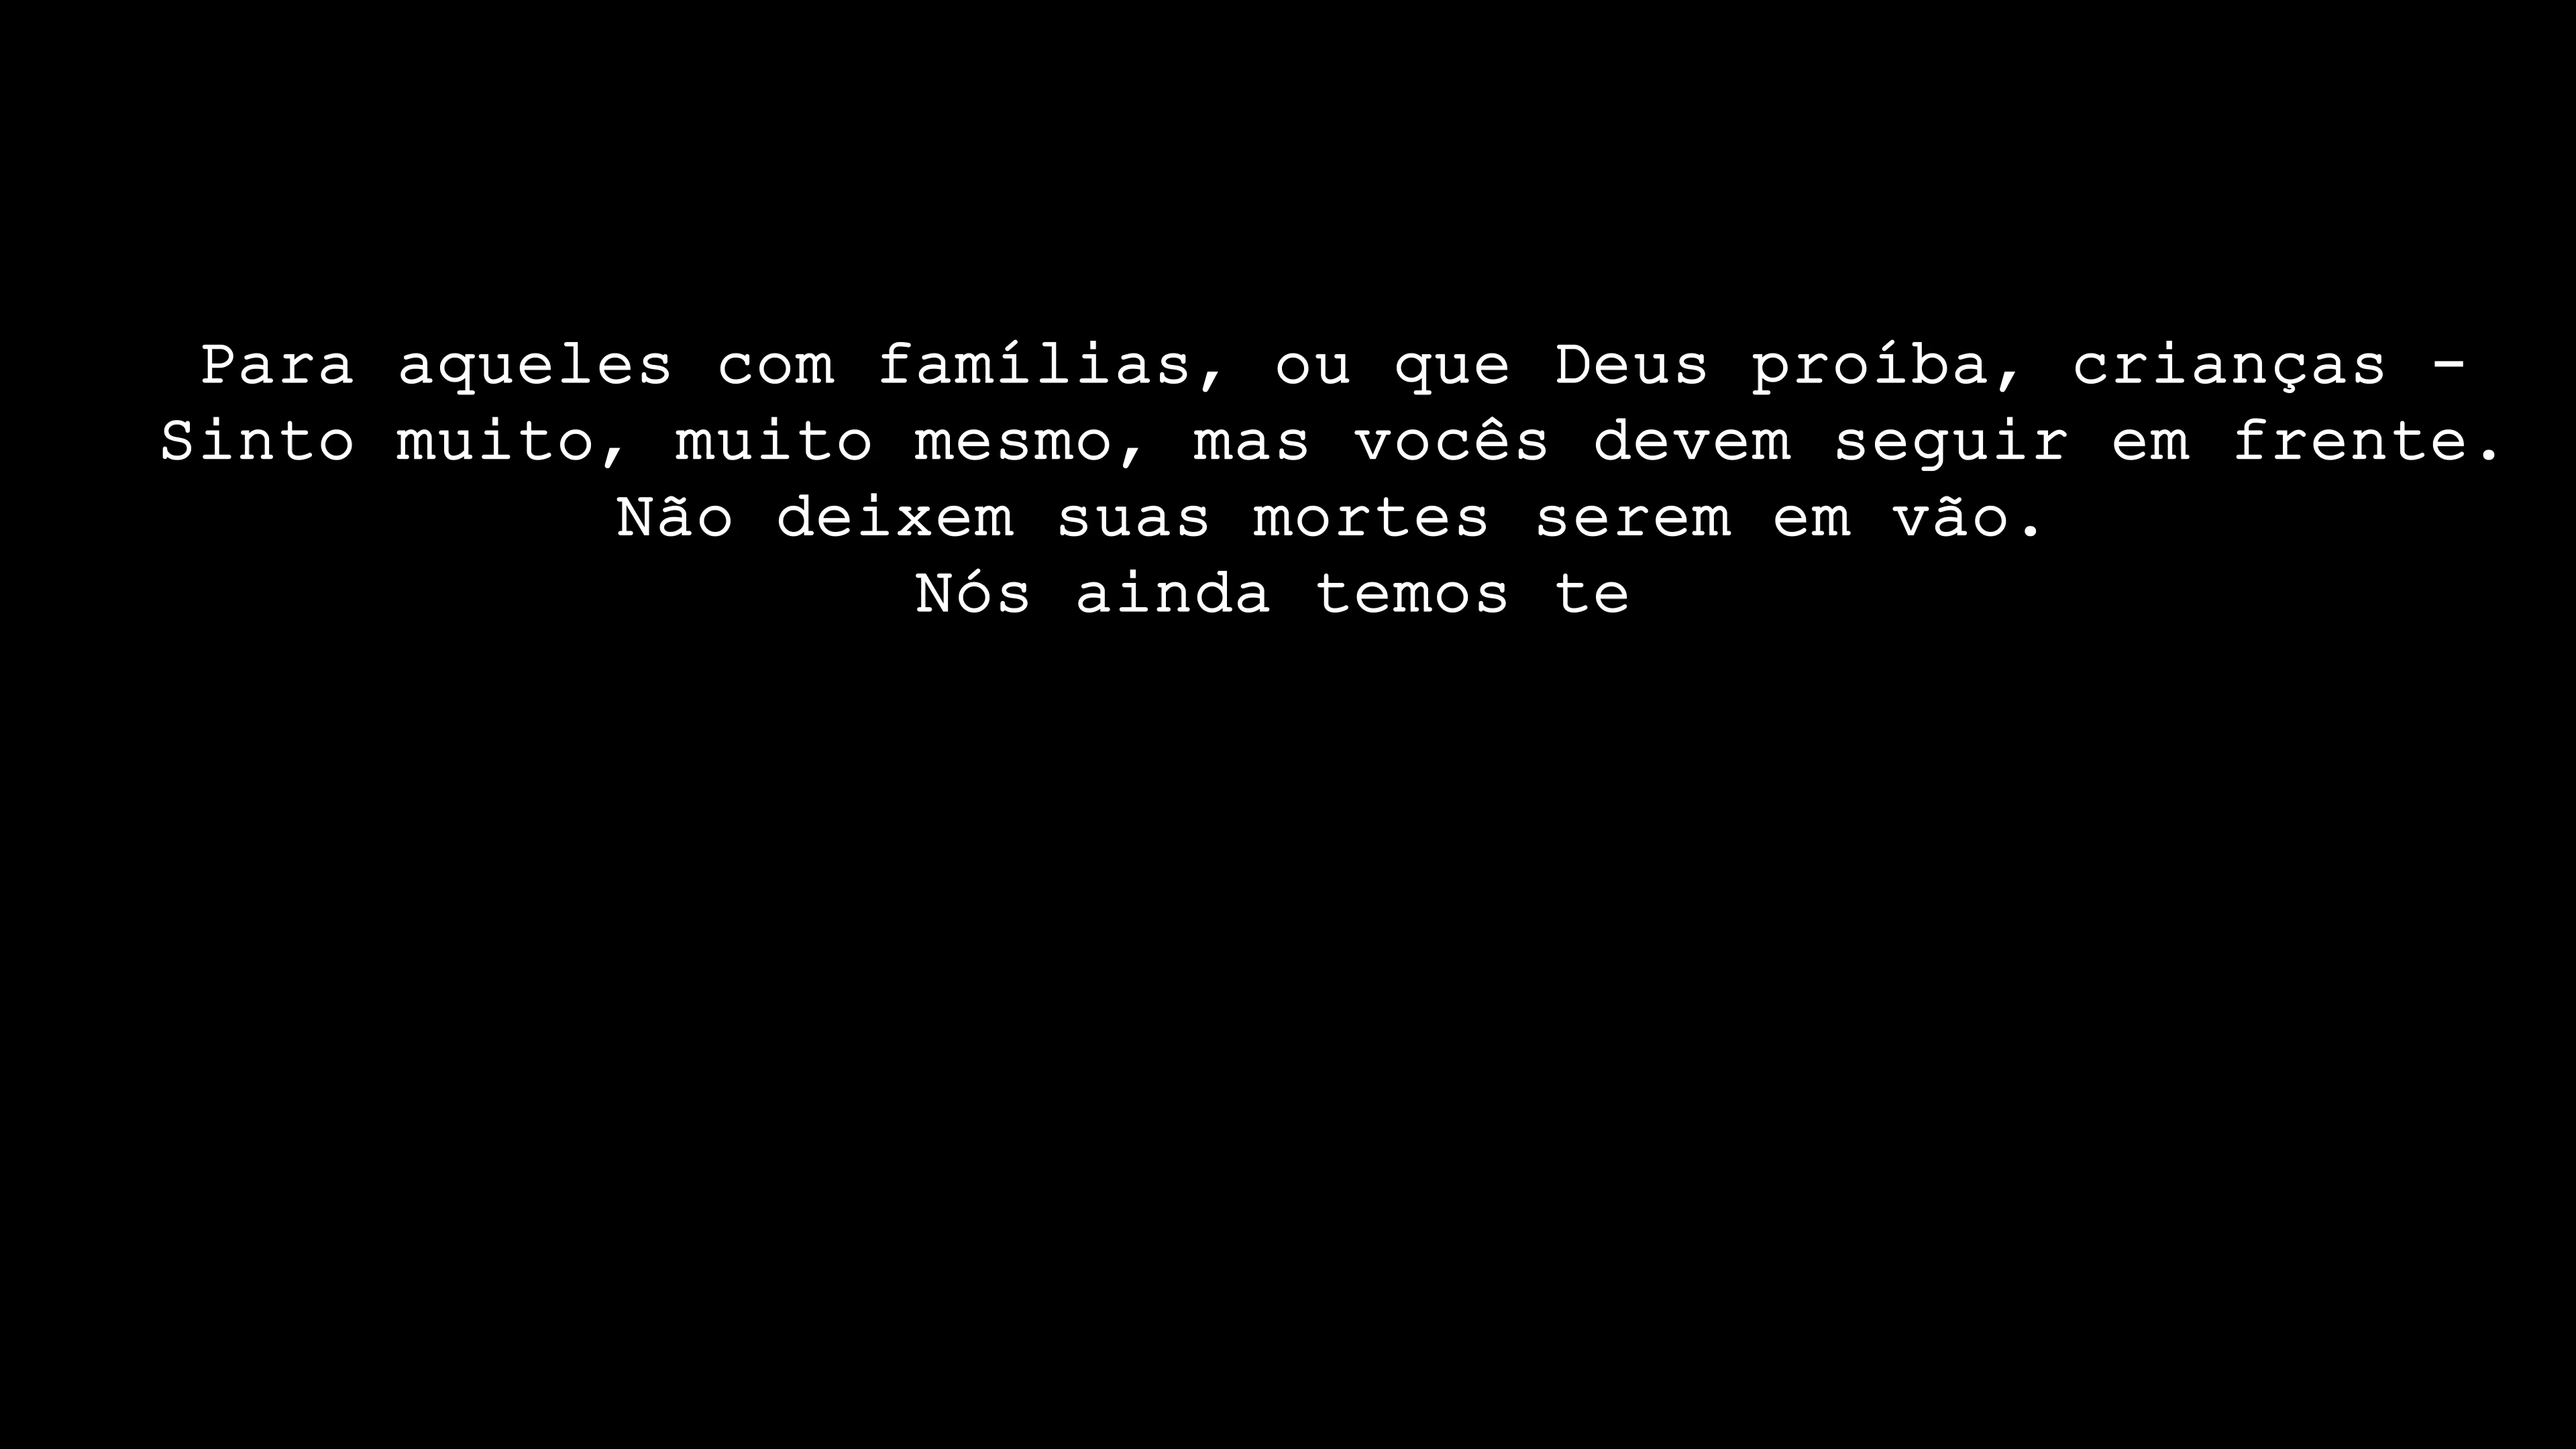 Para aqueles com famílias, ou que Deus proíba, crianças -
Sinto muito, muito mesmo, mas vocês devem seguir em frente.
Não deixem suas mortes serem em vão.
Nós ainda temos te